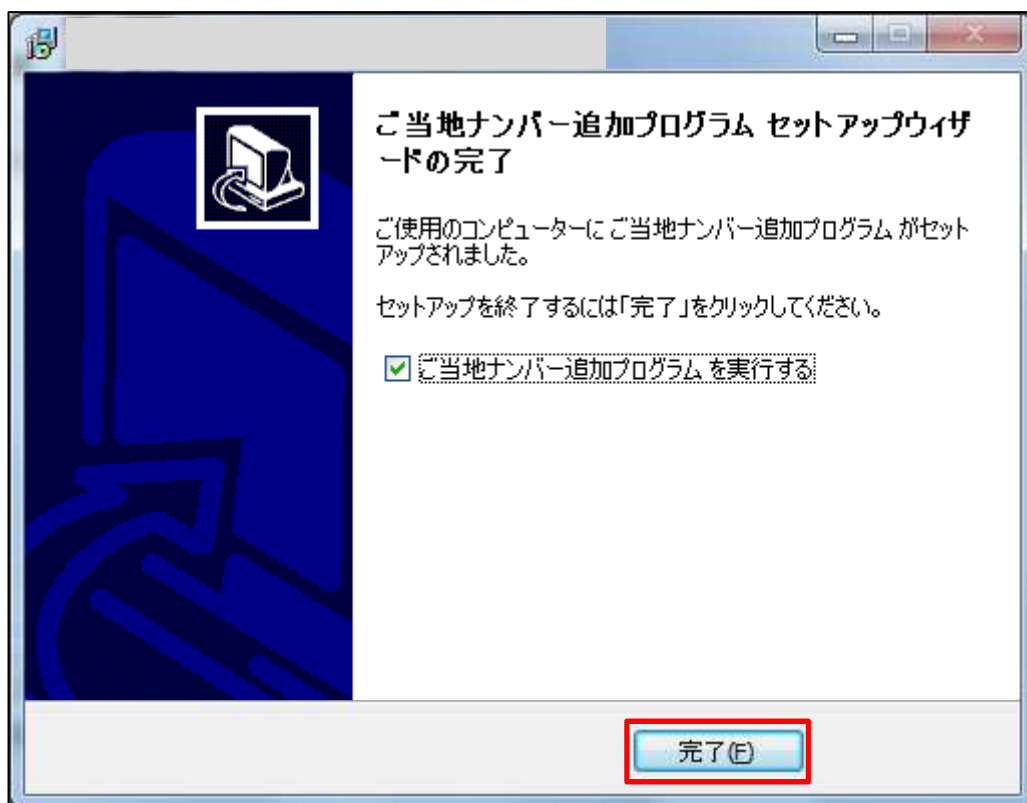 ご当地ナンバー追加プログラム セットアップウィザ
ードの完了
ご使用のコンピューターにご当地ナンバー追加プログラム がセット
アップされました。
セットアップを終了するには「完了」をクリックしてください。
ご当地ナンバー追加プログラム を実行する
完了(F)